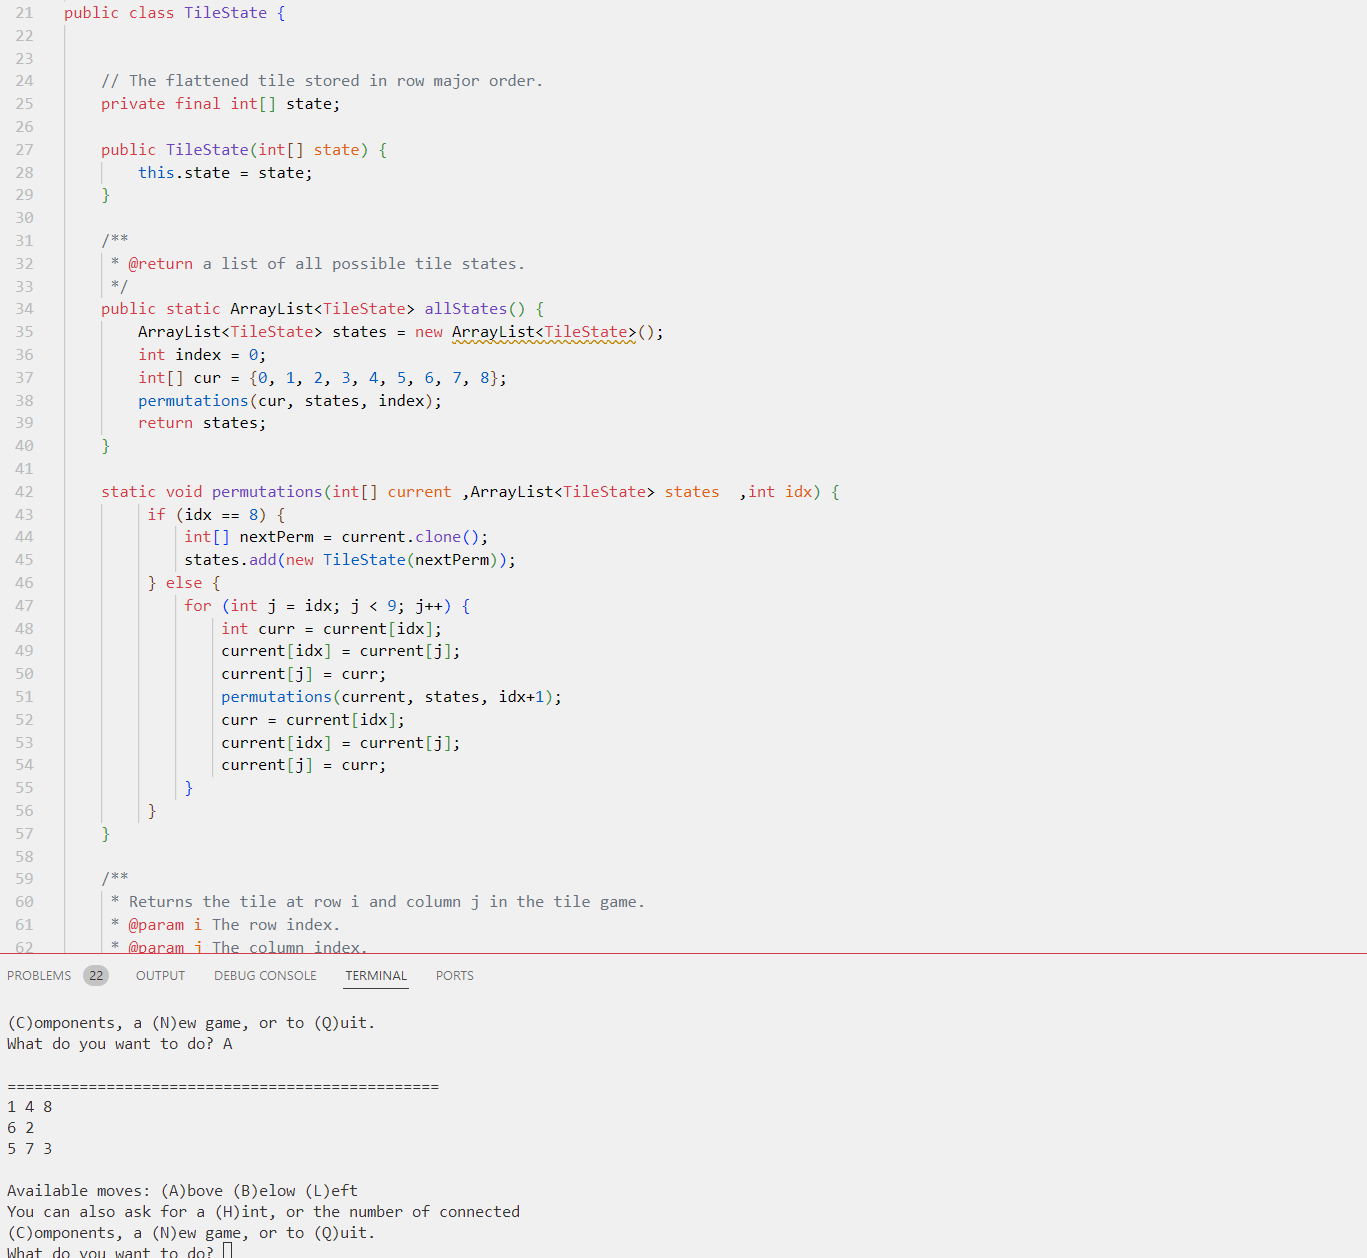 21 public class TileState {
22
23
24 // The flattened tile stored in row major order.
25 private final int[] state;
26
27 public TileState(int[] state) {
28 this.state = state;
29 }
30
31 /**
32 * @return a list of all possible tile states.
33 */
34 public static ArrayList<TileState> allStates() {
35 ArrayList<TileState> states = new ArrayList<TileState>();
36 int index = 0;
37 int[] cur = {0, 1, 2, 3, 4, 5, 6, 7, 8};
38 permutations(cur, states, index);
39 return states;
40 }
41
42 static void permutations(int[] current ,ArrayList<TileState> states  ,int idx) {
43 if (idx == 8) {
44 int[] nextPerm = current.clone();
45 states.add(new TileState(nextPerm));
46 } else {
47 for (int j = idx; j < 9; j++) {
48 int curr = current[idx];
49 current[idx] = current[j];
50 current[j] = curr;
51 permutations(current, states, idx+1);
52 curr = current[idx];
53 current[idx] = current[j];
54 current[j] = curr;
55 }
56 }
57 }
58
59 /**
60 * Returns the tile at row i and column j in the tile game.
61 * @param i The row index.
62 * @param j The column index.
PROBLEMS 22 OUTPUT DEBUG CONSOLE TERMINAL PORTS
(C)omponents, a (N)ew game, or to (Q)uit.
What do you want to do? A
================================================
1 4 8
6 2
5 7 3
Available moves: (A)bove (B)elow (L)eft
You can also ask for a (H)int, or the number of connected
(C)omponents, a (N)ew game, or to (Q)uit.
What do you want to do?